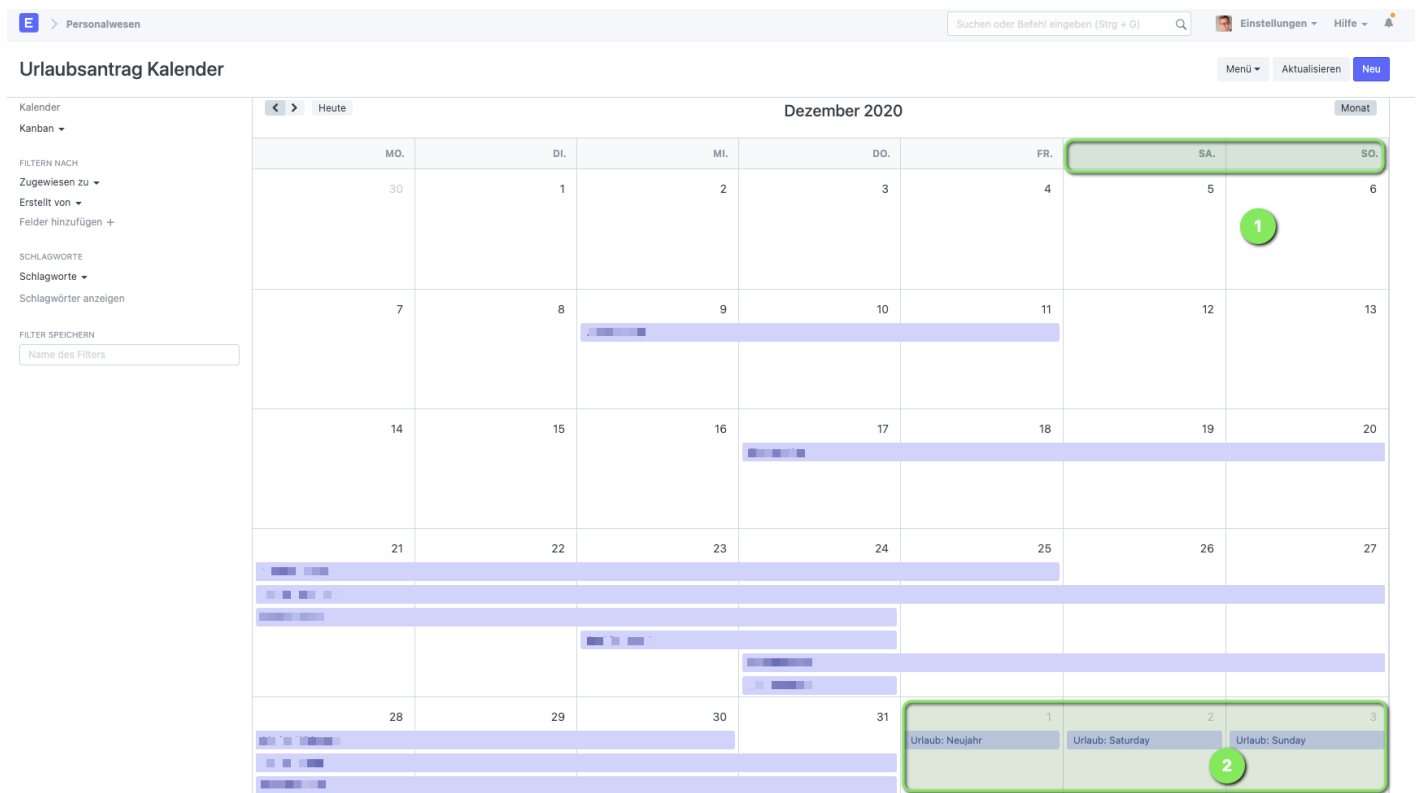 E > Personalwesen Suchen oder Befehl eingeben (Strg + G) Einstellungen Hilfe
Urlaubsantrag Kalender Menü Aktualisieren Neu
Kalender
Kanban
FILTERN NACH
Zugewiesen zu
Erstellt von
Felder hinzufügen +
SCHLAGWORTE
Schlagworte
Schlagwörter anzeigen
FILTER SPEICHERN
Name des Filters
< > Heute Dezember 2020 Monat
MO. DI. MI. DO. FR. SA. SO.
30 1 2 3 4 5 6
1
7 8 9 10 11 12 13
14 15 16 17 18 19 20
21 22 23 24 25 26 27
28 29 30 31 1 2 3
Urlaub: Neujahr Urlaub: Saturday Urlaub: Sunday
2